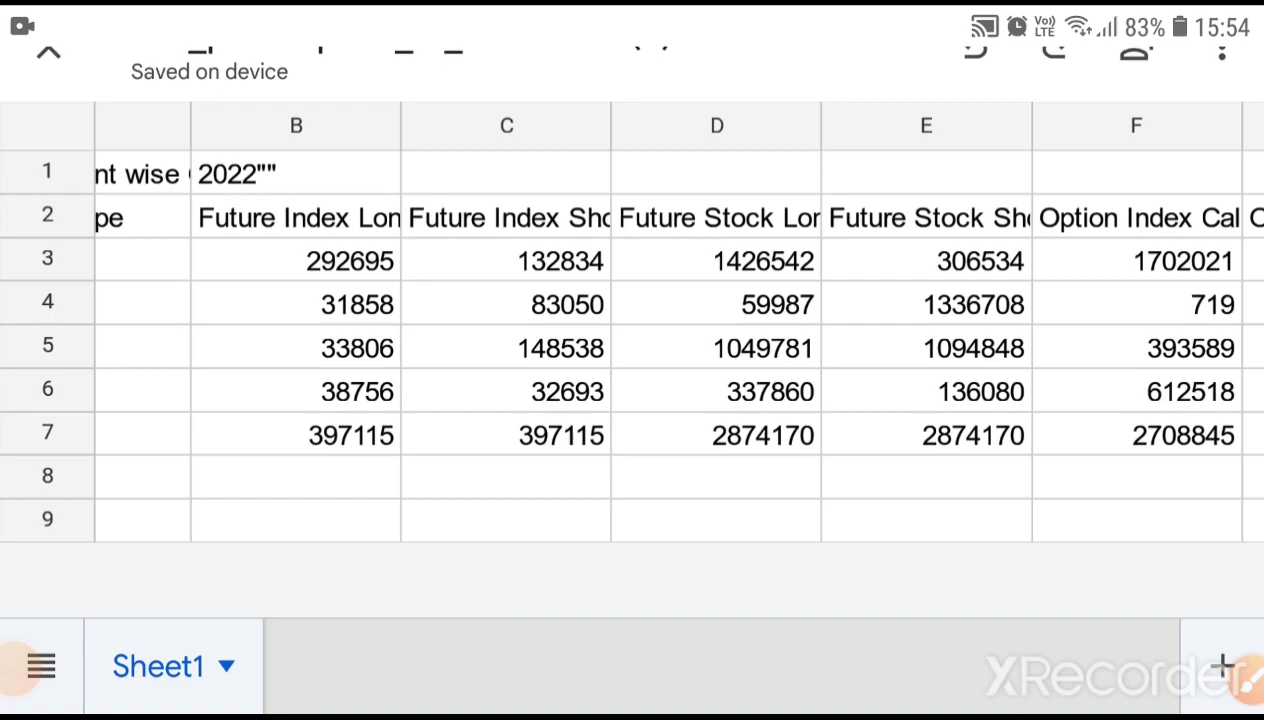 Vo) LTE 83% 15:54
Saved on device
B C D E F
1 nt wise 2022""
2 pe Future Index Lon Future Index Sho Future Stock Lor Future Stock Sho Option Index Cal
3 292695 132834 1426542 306534 1702021
4 31858 83050 59987 1336708 719
5 33806 148538 1049781 1094848 393589
6 38756 32693 337860 136080 612518
7 397115 397115 2874170 2874170 2708845
8
9
Sheet1
XRecorder